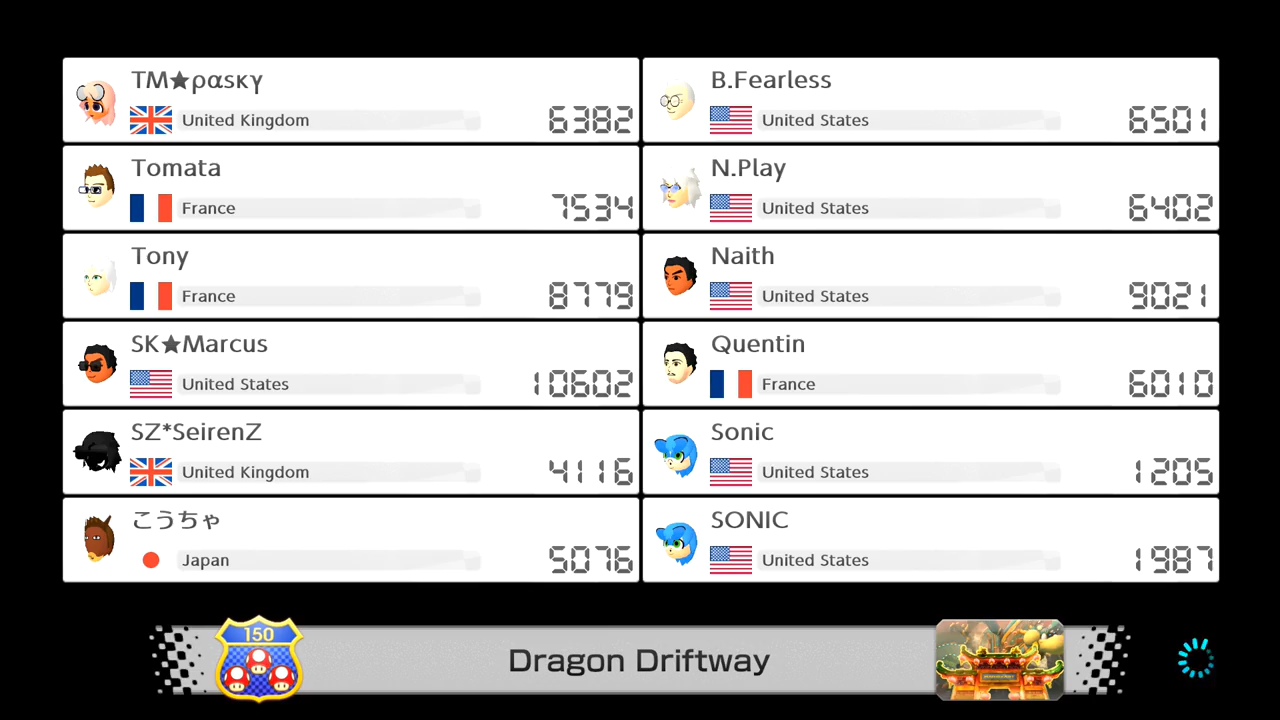 TM★ραsκγ
United Kingdom 6382
Tomata
France 7534
Tony
France 8779
SK★Marcus
United States 10602
SZ*SeirenZ
United Kingdom 4116
こうちゃ
Japan 5076
B.Fearless
United States 6501
N.Play
United States 6402
Naith
United States 9021
Quentin
France 6010
Sonic
United States 1205
SONIC
United States 1987
150
Dragon Driftway